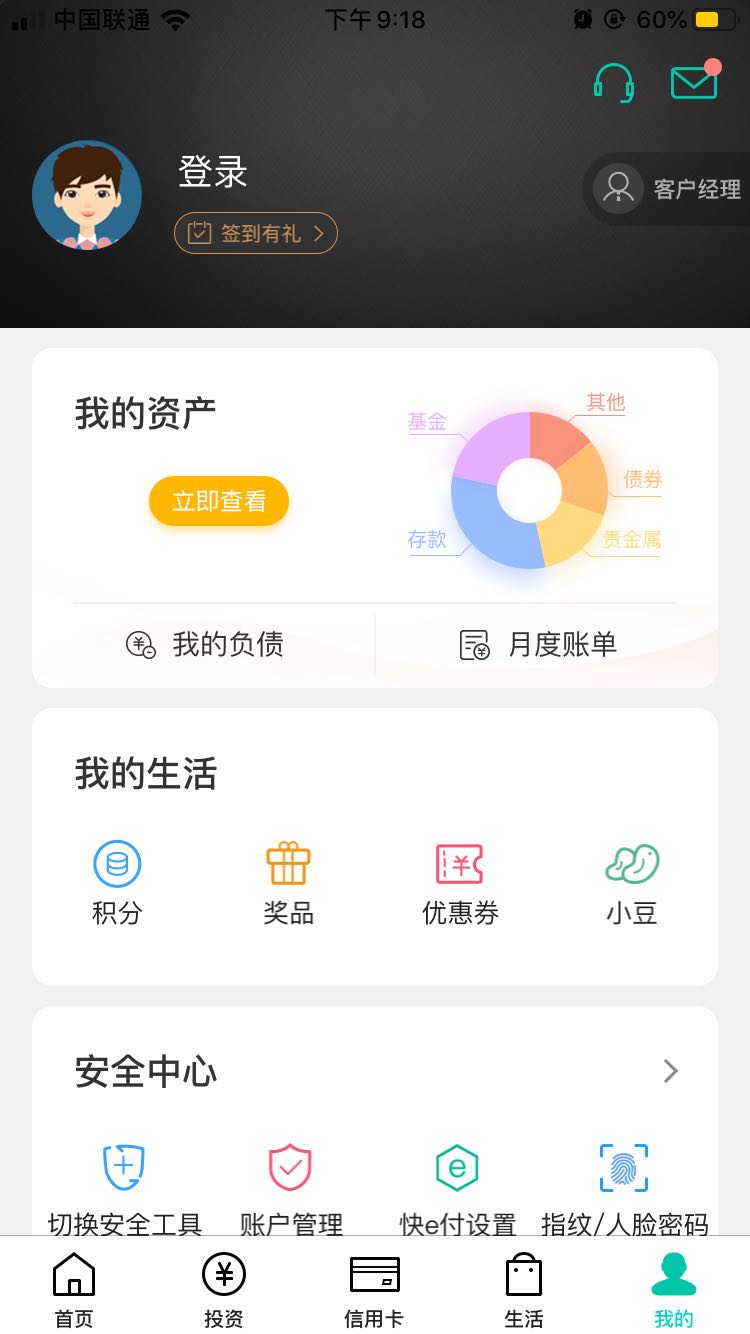 中国联通 下午9:18 60%
登录
签到有礼
客户经理
我的资产
立即查看
基金
其他
债券
存款
贵金属
我的负债
月度账单
我的生活
积分
奖品
优惠券
小豆
安全中心
切换安全工具
账户管理
快e付设置
指纹/人脸密码
首页
投资
信用卡
生活
我的